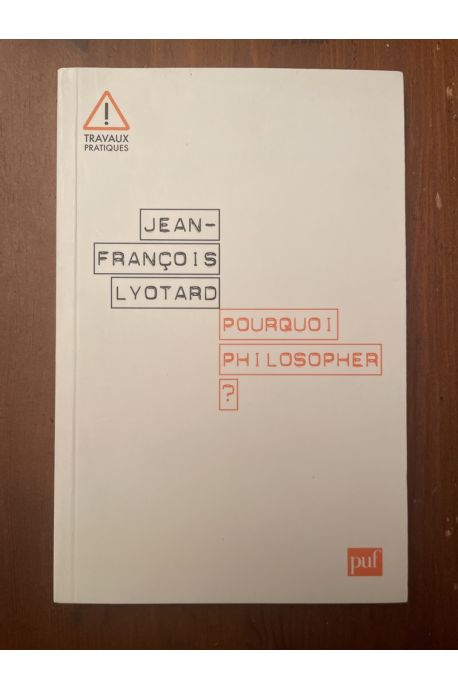 !
TRAVAUX
PRATIQUES
JEAN-
FRANÇOIS
LYOTARD
POURQUOI
PHILOSOPHER
?
puf